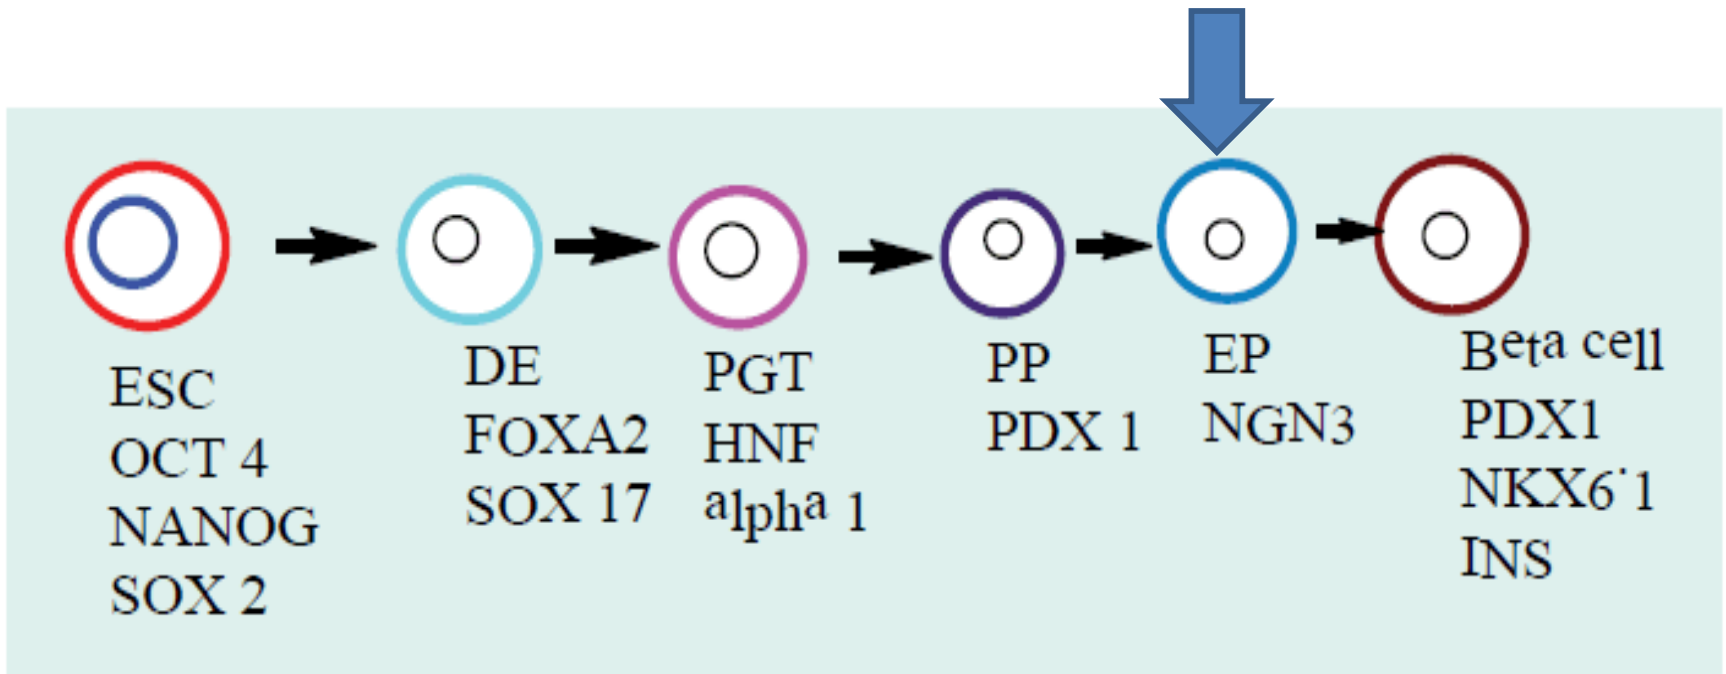 ESC
OCT 4
NANOG
SOX 2
DE
FOXA2
SOX 17
PGT
HNF
alpha 1
PP
PDX 1
EP
NGN3
Beta cell
PDX1
NKX6.1
INS